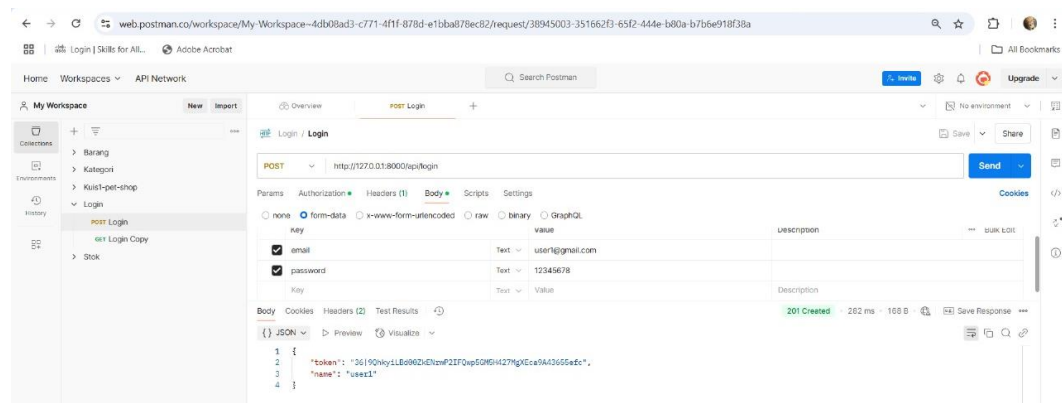 web.postman.co/workspace/My-Workspace~4db08ad3-c771-4f1f-878d-e1bba878ec82/request/38945003-351662f3-65f2-444e-b80a-b7b6e918f38a
Login | Skills for All... Adobe Acrobat All Bookmarks
Home Workspaces API Network Search Postman Invite Upgrade
My Workspace New Import Overview POST Login No environment
Collections
Environments
History
Barang
Kategori
Kuis1-pet-shop
Login
POST Login
GET Login Copy
Stok
Login / Login Save Share
POST http://127.0.0.1:8000/api/login Send
Params Authorization Headers (1) Body Scripts Settings Cookies
none form-data x-www-form-urlencoded raw binary GraphQL
Key Value Description Bulk Edit
email Text user1@gmail.com
password Text 12345678
Key Text Value Description
Body Cookies Headers (2) Test Results 201 Created 282 ms 168 B Save Response
{} JSON Preview Visualize
1 {
2 "token":
3 "name": "user1"
4 }